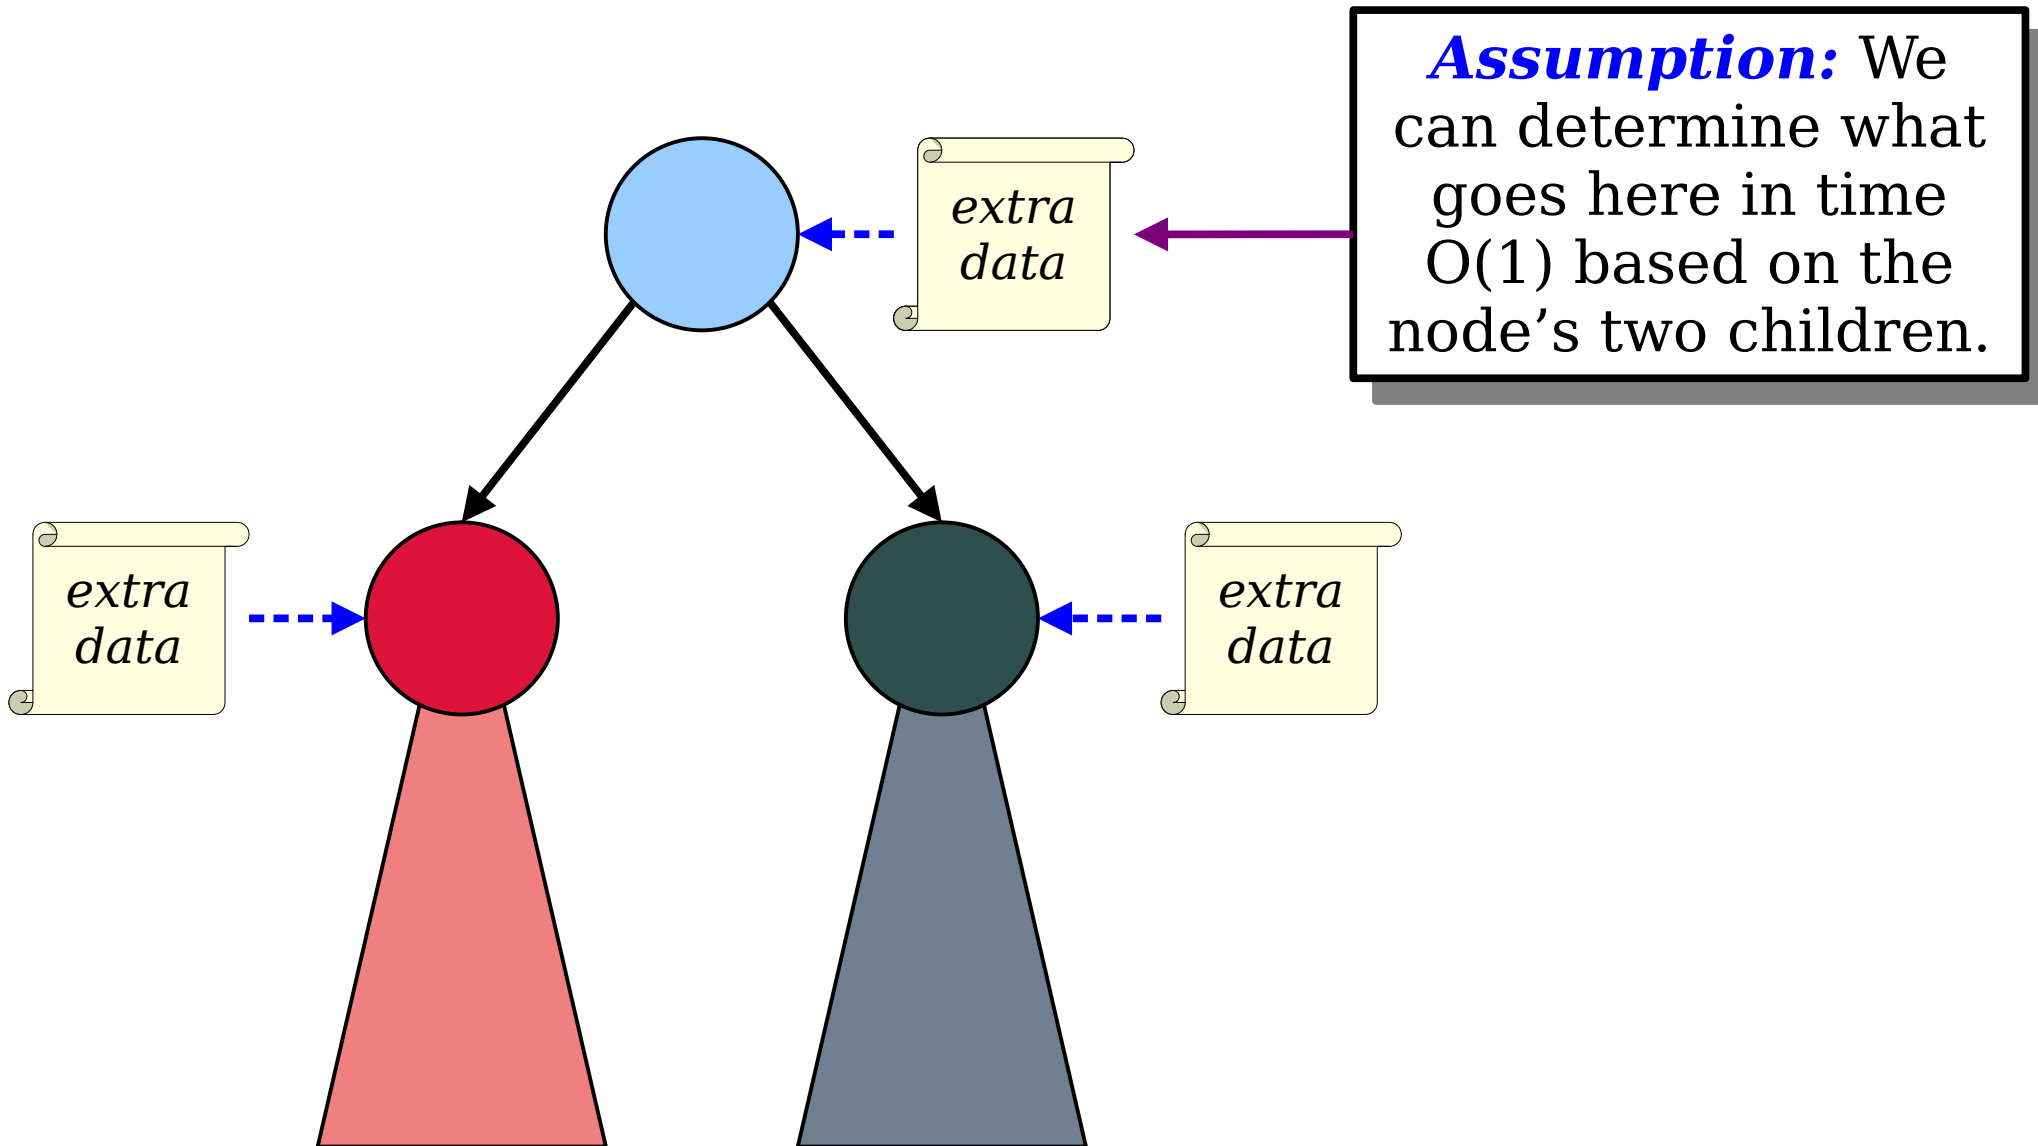 Assumption: We
can determine what
goes here in time
O(1) based on the
node’s two children.
extra
data
extra
data
extra
data